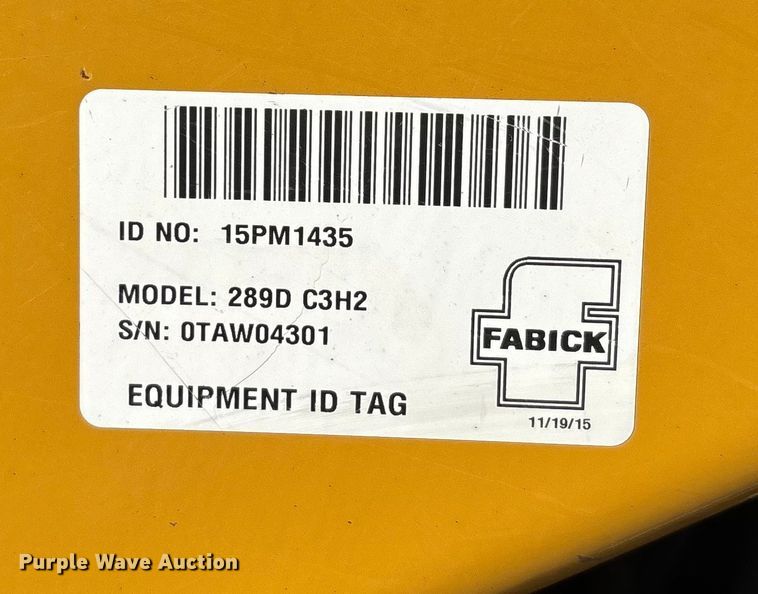 ID NO: 15PM1435
MODEL: 289D C3H2
S/N: 0TAW04301
FABICK
EQUIPMENT ID TAG
11/19/15
Purple Wave Auction